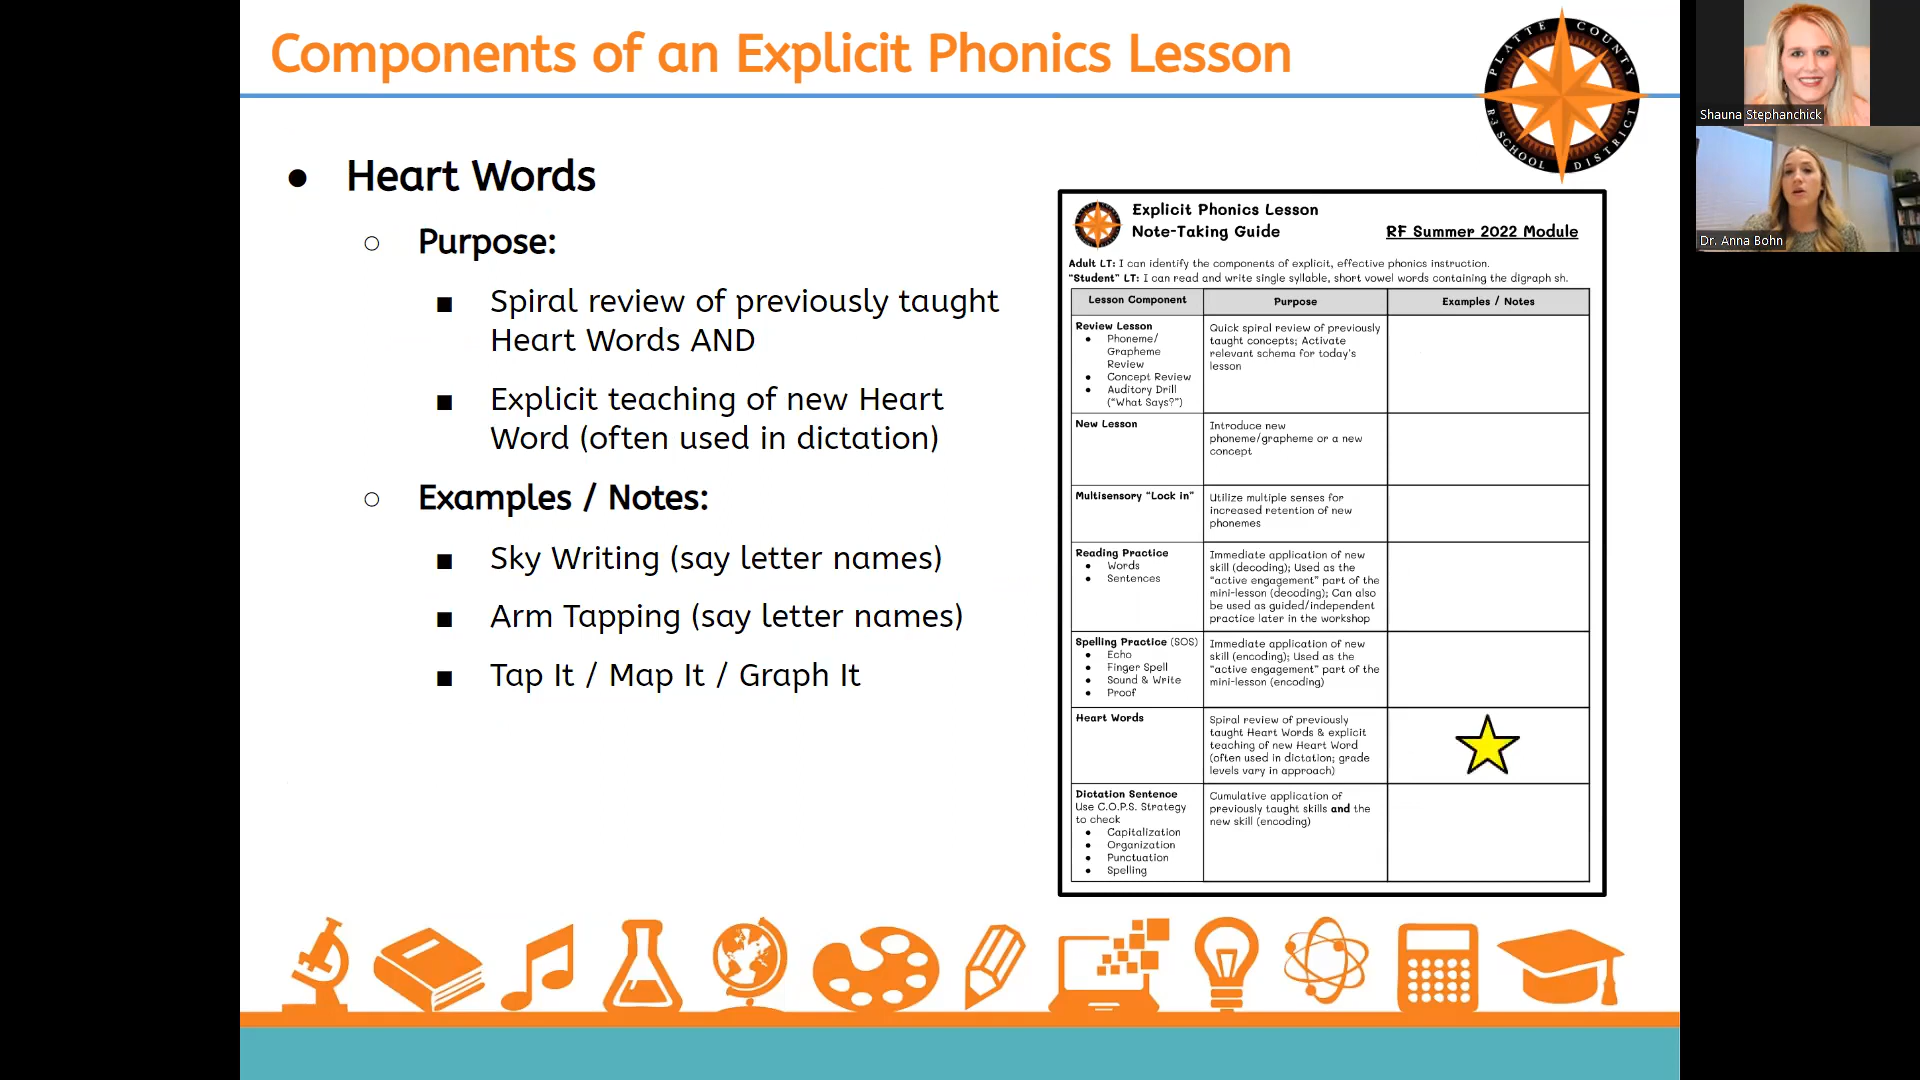 Components of an Explicit Phonics Lesson
PLATTE COUNTY
R3 SCHOOL DISTRICT
Shauna Stephanchick
Dr. Anna Bohn
● Heart Words
○ Purpose:
■ Spiral review of previously taught
Heart Words AND
■ Explicit teaching of new Heart
Word (often used in dictation)
○ Examples / Notes:
■ Sky Writing (say letter names)
■ Arm Tapping (say letter names)
■ Tap It / Map It / Graph It
Explicit Phonics Lesson
Note-Taking Guide
RF Summer 2022 Module
Adult LT: I can identify the components of explicit, effective phonics instruction.
"Student" LT: I can read and write single syllable, short vowel words containing the digraph sh.
Lesson Component
Purpose
Examples / Notes
Review Lesson
● Phoneme/
Grapheme
Review
● Concept Review
● Auditory Drill
("What Says?")
Quick spiral review of previously
taught concepts; Activate
relevant schema for today's
lesson
New Lesson
Introduce new
phoneme/grapheme or a new
concept
Multisensory "Lock in"
Utilize multiple senses for
increased retention of new
phonemes
Reading Practice
● Words
● Sentences
Immediate application of new
skill (decoding); Used as the
"active engagement" part of the
mini-lesson (decoding); Can also
be used as guided/independent
practice later in the workshop
Spelling Practice (SOS)
● Echo
● Finger Spell
● Sound & Write
● Proof
Immediate application of new
skill (encoding); Used as the
"active engagement" part of the
mini-lesson (encoding)
Heart Words
Spiral review of previously
taught Heart Words & explicit
teaching of new Heart Word
(often used in dictation; grade
levels vary in approach)
Dictation Sentence
Use C.O.P.S. Strategy
to check
● Capitalization
● Organization
● Punctuation
● Spelling
Cumulative application of
previously taught skills and the
new skill (encoding)